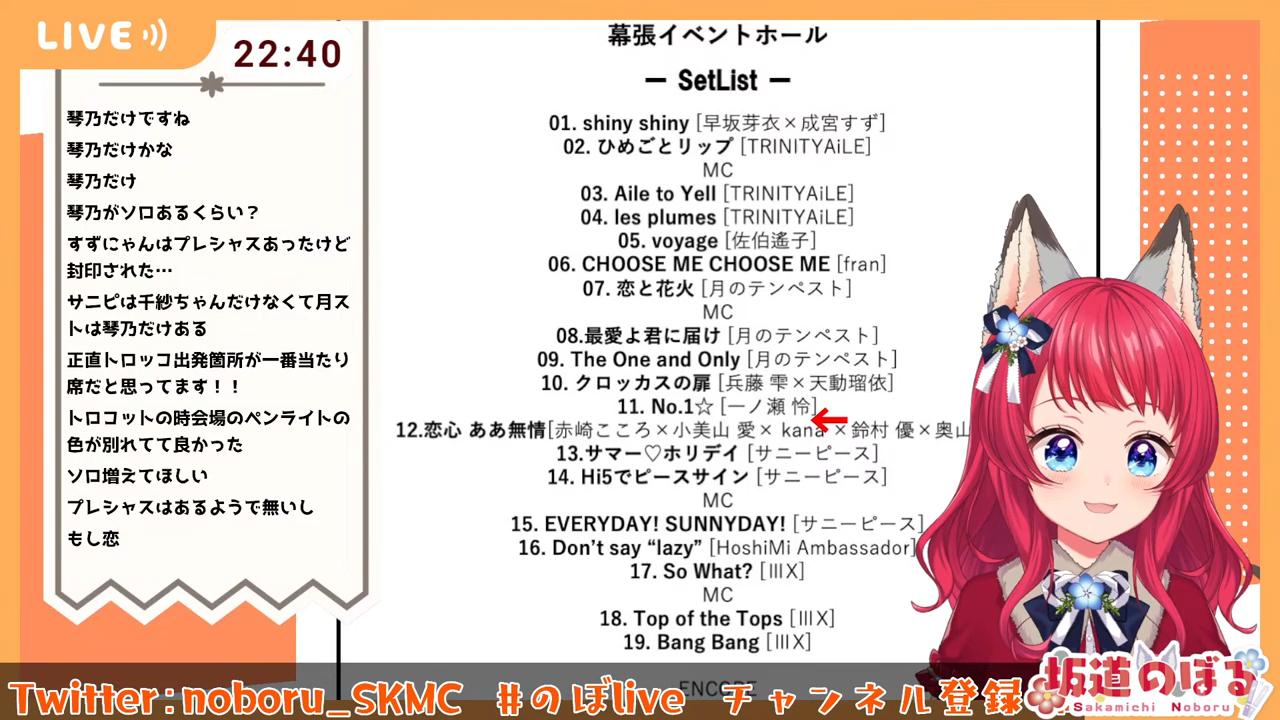 LIVE
22:40
琴乃だけですね
琴乃だけかな
琴乃だけ
琴乃がソロあるくらい？
すずにゃんはプレシャスあったけど
封印された…
サニピは千紗ちゃんだけなくて月ス
トは琴乃だけある
正直トロッコ出発箇所が一番当たり
席だと思ってます！！
トロコットの時会場のペンライトの
色が別れてて良かった
ソロ増えてほしい
プレシャスはあるようで無いし
もし恋
幕張イベントホール
ー SetList ー
01. shiny shiny [早坂芽衣×成宮すず]
02. ひめごとリップ [TRINITYAiLE]
MC
03. Aile to Yell [TRINITYAiLE]
04. les plumes [TRINITYAiLE]
05. voyage [佐伯遙子]
06. CHOOSE ME CHOOSE ME [fran]
07. 恋と花火 [月のテンペスト]
MC
08.最愛よ君に届け [月のテンペスト]
09. The One and Only [月のテンペスト]
10. クロッカスの扉 [兵藤 雫×天動瑠依]
11. No.1☆ [一ノ瀬 怜]
12.恋心 ああ無情[赤崎こころ×小美山 愛× kana ×鈴村 優×奥山
13.サマー♡ホリデイ [サニーピース]
14. Hi5でピースサイン [サニーピース]
MC
15. EVERYDAY! SUNNYDAY! [サニーピース]
16. Don't say “lazy” [HoshiMi Ambassador]
17. So What? [ⅢX]
MC
18. Top of the Tops [ⅢX]
19. Bang Bang [ⅢX]
ENCORE
Twitter:noboru_SKMC #のぼlive チャンネル登録
坂道のぼる
Sakamichi Noboru